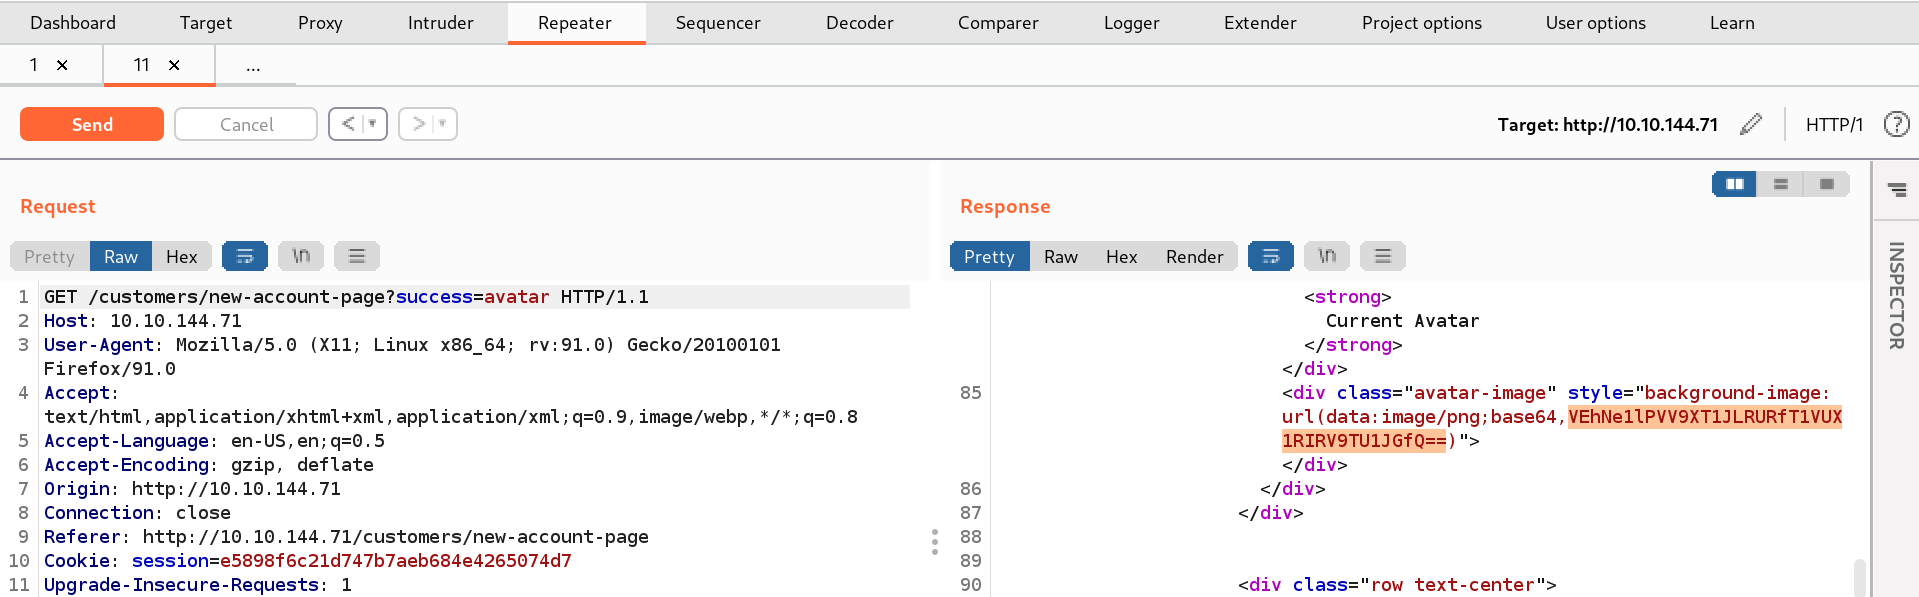 Dashboard Target Proxy Intruder Repeater Sequencer Decoder Comparer Logger Extender Project options User options Learn
1 × 11 × ...
Send Cancel < > Target: http://10.10.144.71 HTTP/1 ?
Request
Pretty Raw Hex \n
1 GET /customers/new-account-page?success=avatar HTTP/1.1
2 Host: 10.10.144.71
3 User-Agent: Mozilla/5.0 (X11; Linux x86_64; rv:91.0) Gecko/20100101
Firefox/91.0
4 Accept:
text/html,application/xhtml+xml,application/xml;q=0.9,image/webp,*/*;q=0.8
5 Accept-Language: en-US,en;q=0.5
6 Accept-Encoding: gzip, deflate
7 Origin: http://10.10.144.71
8 Connection: close
9 Referer: http://10.10.144.71/customers/new-account-page
10 Cookie: session=e5898f6c21d747b7aeb684e4265074d7
11 Upgrade-Insecure-Requests: 1
Response
Pretty Raw Hex Render \n
<strong>
Current Avatar
</strong>
</div>
85 <div class="avatar-image" style="background-image:
url(data:image/png;base64,VEhNe1lPVV9XT1JLRURfT1VUX
1RIRV9TU1JGfQ==)">
</div>
86 </div>
87 </div>
88
89
90 <div class="row text-center">
INSPECTOR